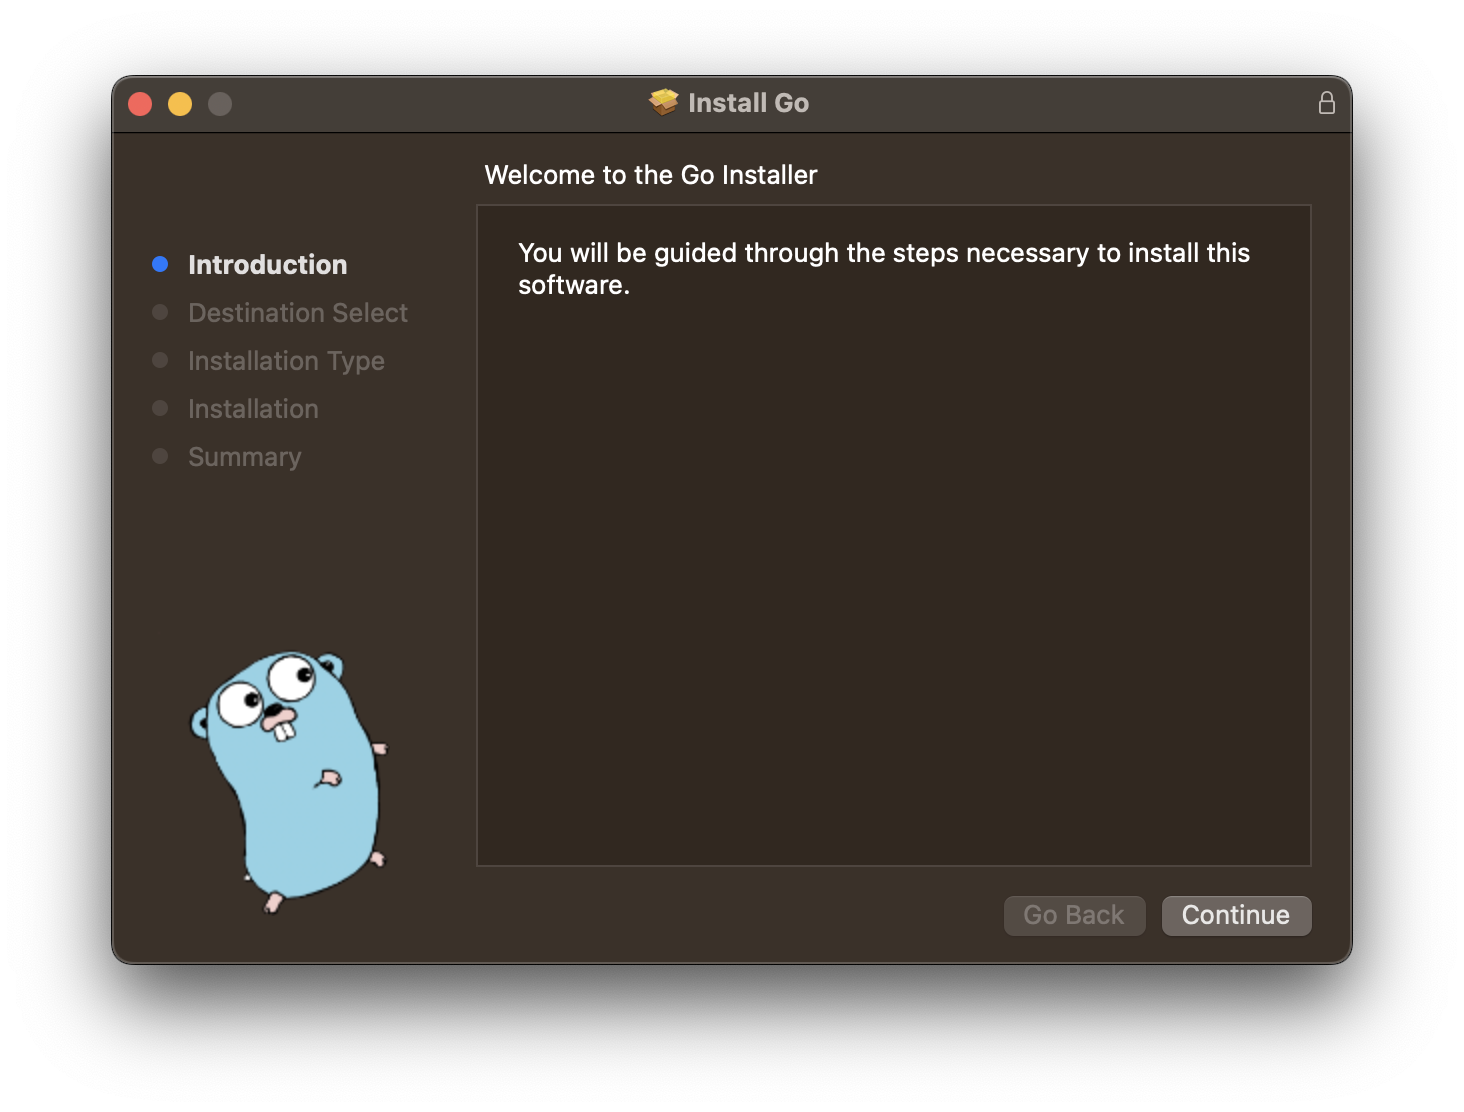 Install Go
Welcome to the Go Installer
Introduction
Destination Select
Installation Type
Installation
Summary
You will be guided through the steps necessary to install this
software.
Go Back
Continue